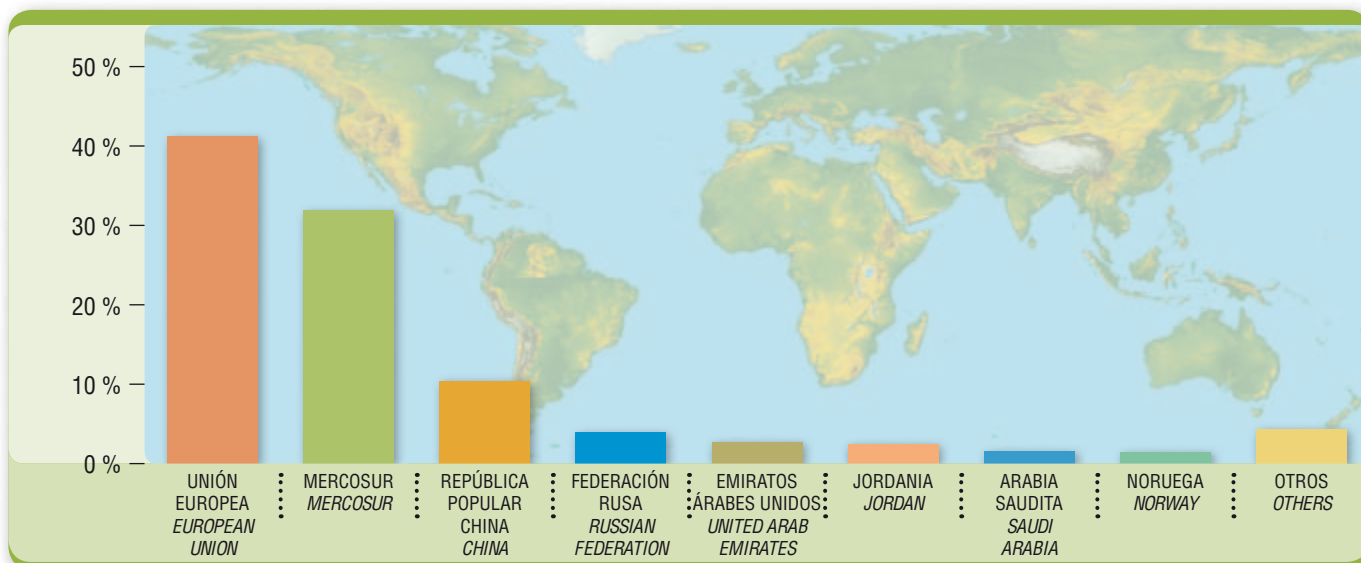 50 %
40 %
30 %
20 %
10 %
0 %
UNIÓN
EUROPEA
EUROPEAN
UNION
MERCOSUR
MERCOSUR
REPÚBLICA
POPULAR
CHINA
CHINA
FEDERACIÓN
RUSA
RUSSIAN
FEDERATION
EMIRATOS
ÁRABES UNIDOS
UNITED ARAB
EMIRATES
JORDANIA
JORDAN
ARABIA
SAUDITA
SAUDI
ARABIA
NORUEGA
NORWAY
OTROS
OTHERS